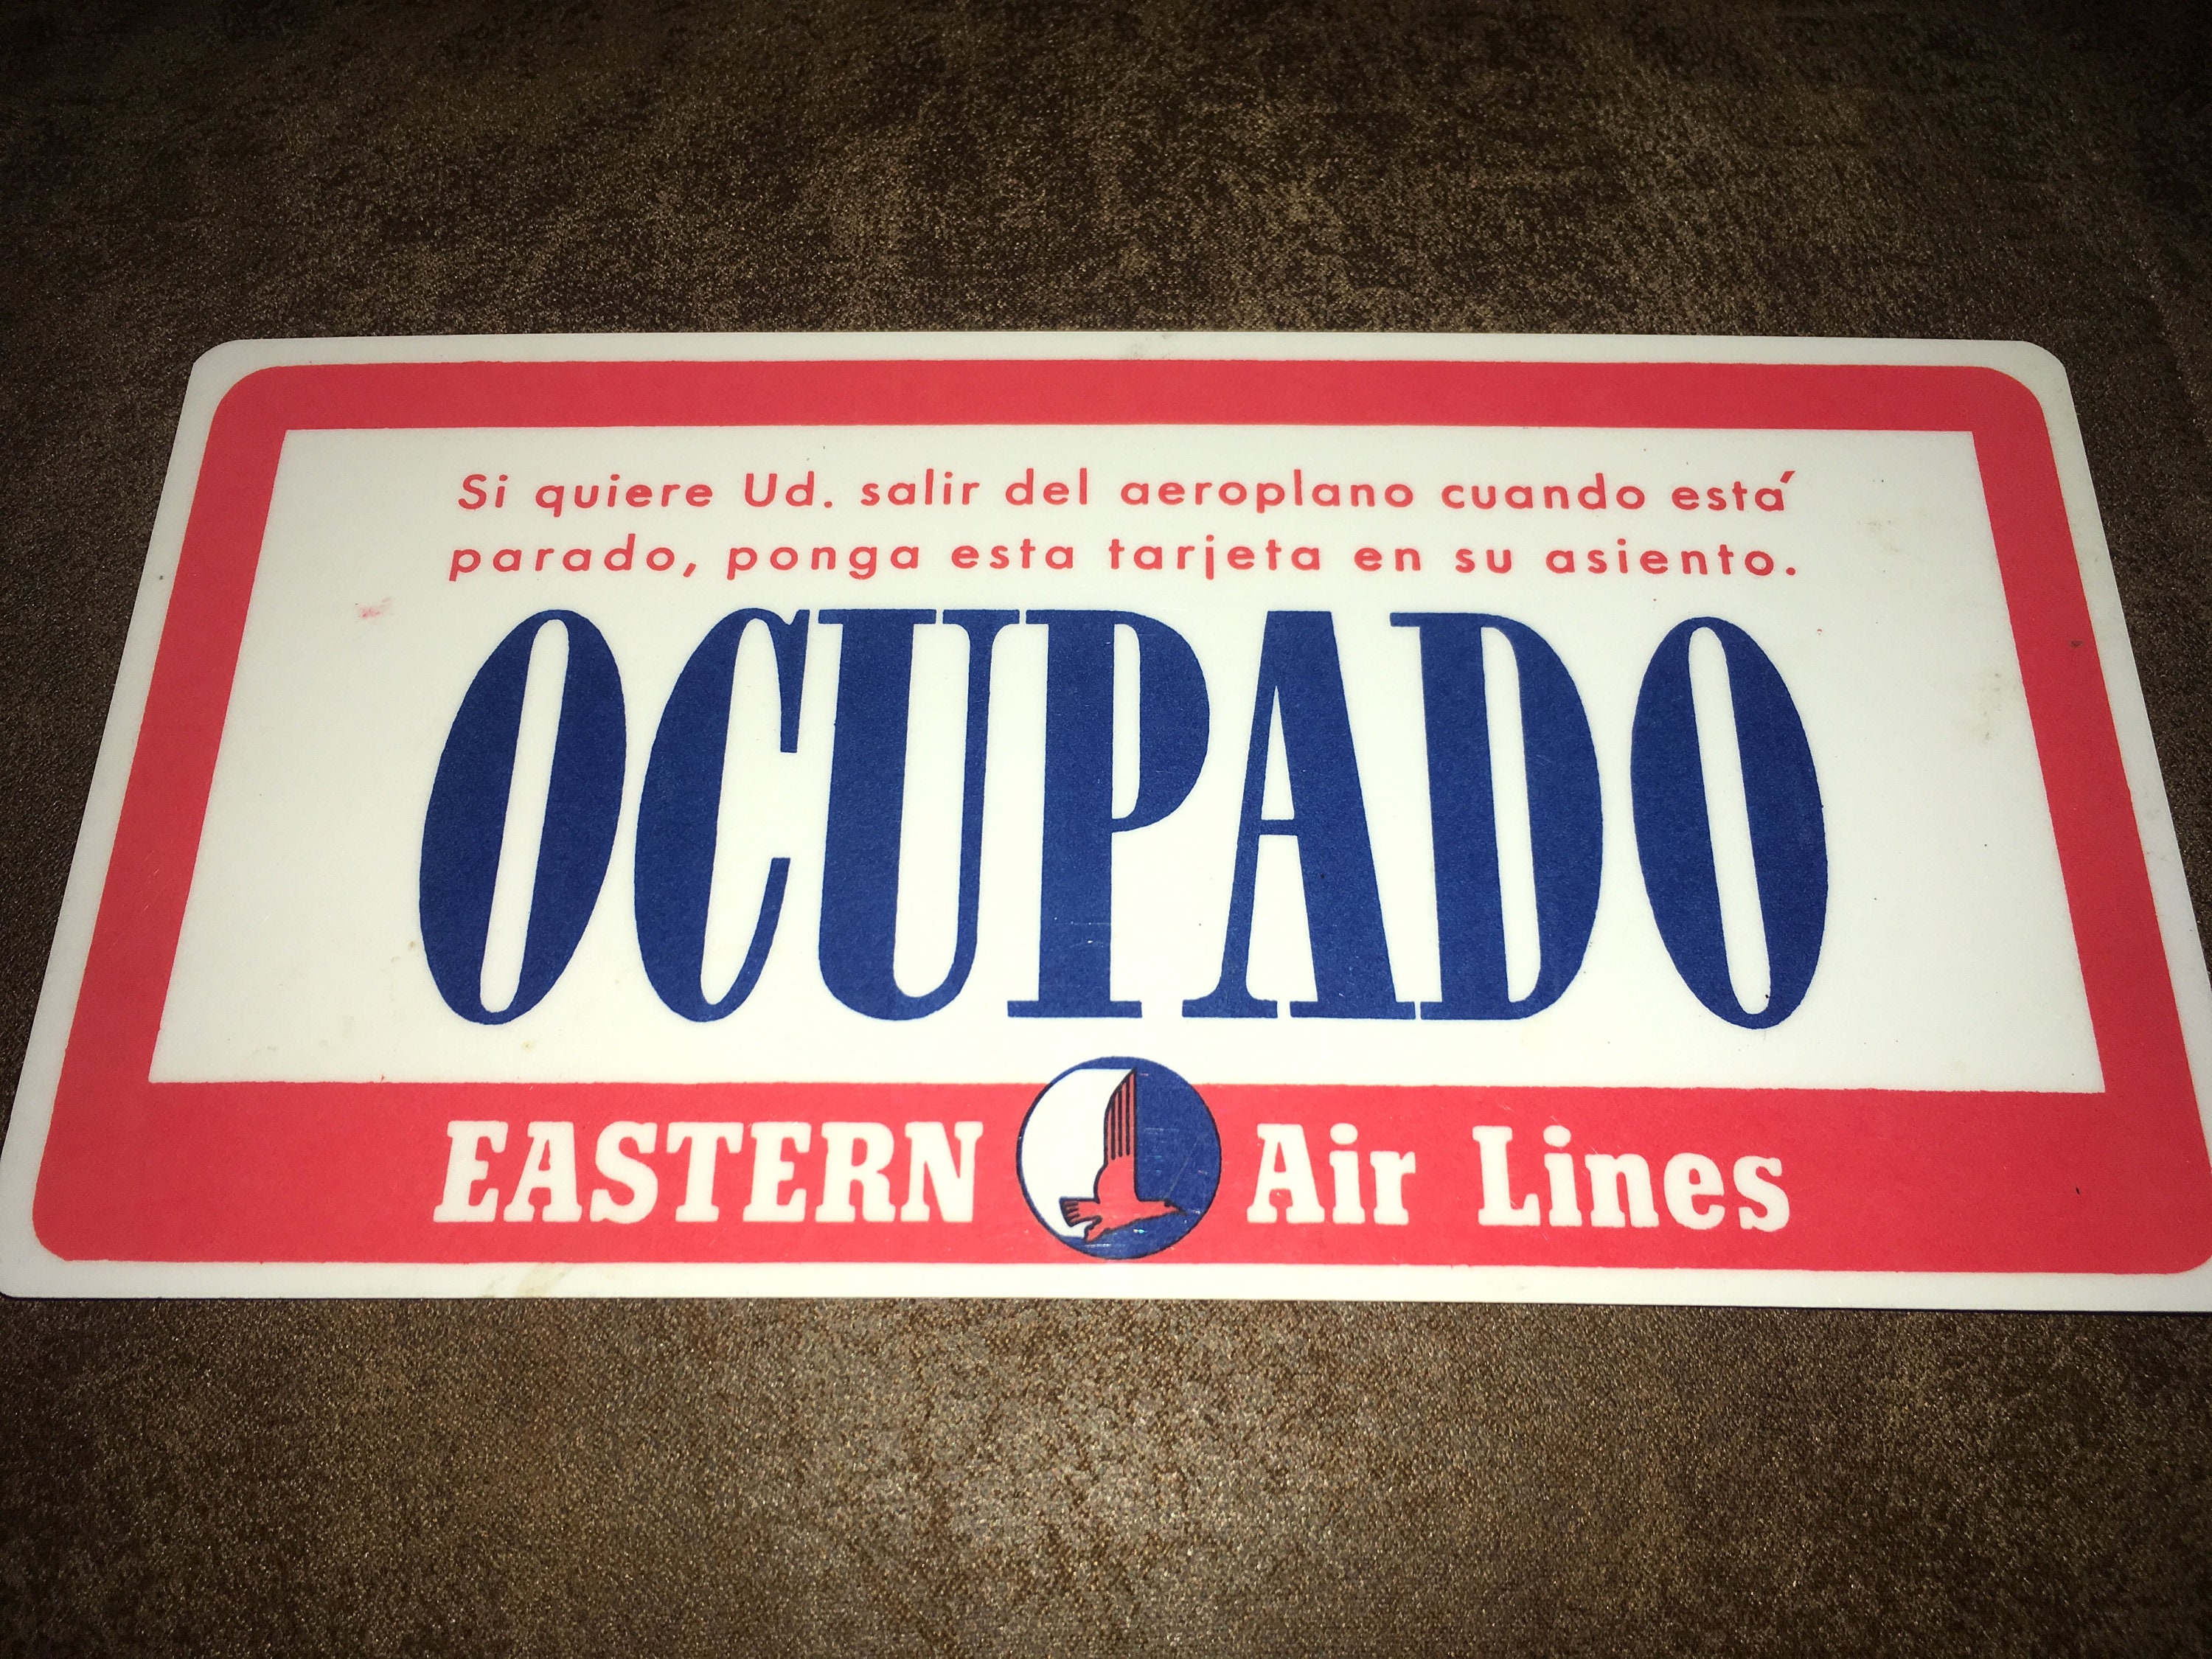 Si quiere Ud. salir del aeroplano cuando está
parado, ponga esta tarjeta en su asiento.
OCUPADO
EASTERN Air Lines